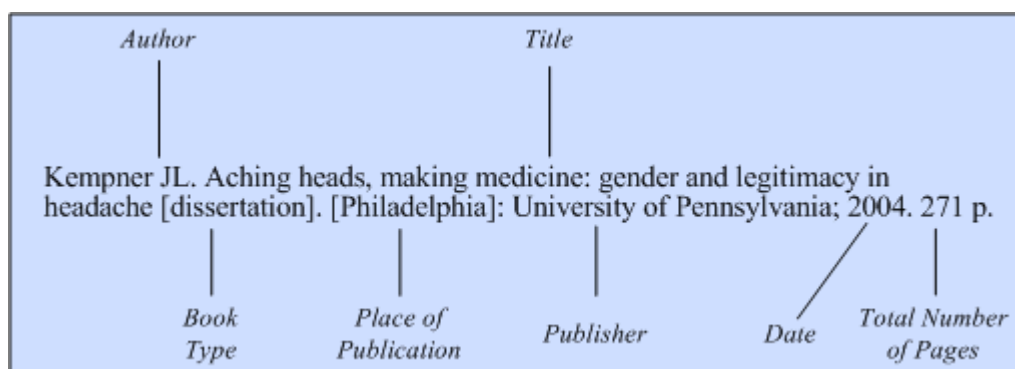 Author Title
Kempner JL. Aching heads, making medicine: gender and legitimacy in
headache [dissertation]. [Philadelphia]: University of Pennsylvania; 2004. 271 p.
Book Type
Place of Publication
Publisher
Date
Total Number of Pages